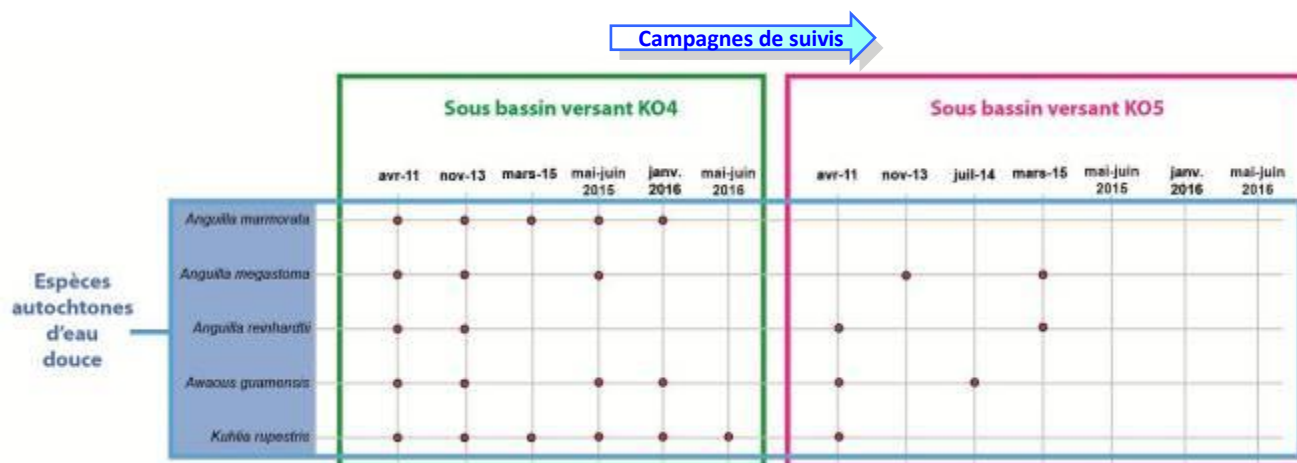 Campagnes de suivis
Sous bassin versant KO4
Sous bassin versant KO5
avr-11 nov-13 mars-15 mai-juin 2015 janv. 2016 mai-juin 2016
avr-11 nov-13 juil-14 mars-15 mai-juin 2015 janv. 2016 mai-juin 2016
Espèces
autochtones
d'eau
douce
Anguilla marmorata
Anguilla megastoma
Anguilla reinhardtii
Awaous guamensis
Kuhlia rupestris